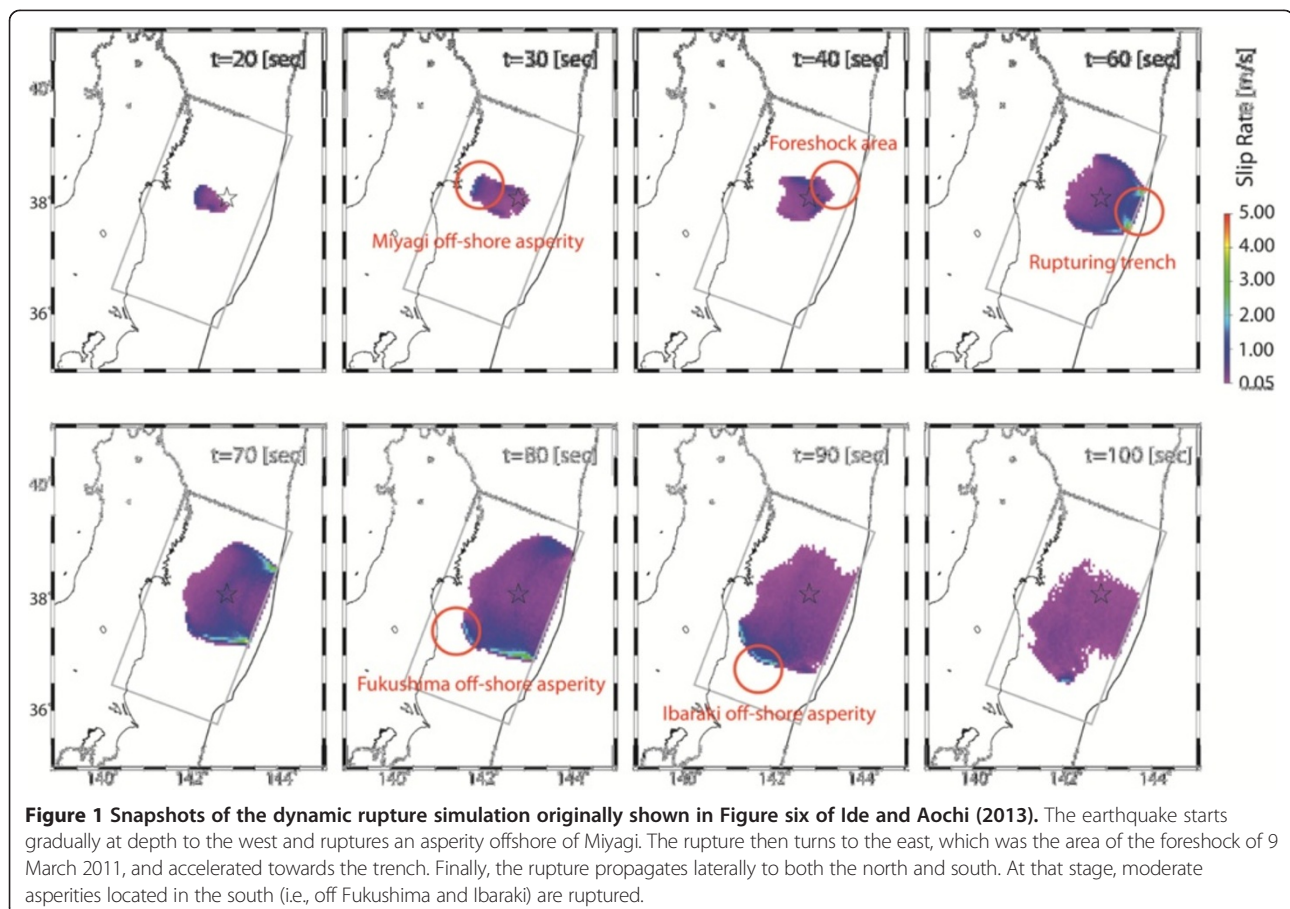 t=20 [sec]
t=30 [sec]
t=40 [sec]
t=60 [sec]
40°
38°
36°
Miyagi off-shore asperity
Foreshock area
Rupturing trench
Slip Rate [m/s]
5.00
4.00
3.00
2.00
1.00
0.05
t=70 [sec]
t=80 [sec]
t=90 [sec]
t=100 [sec]
40°
38°
36°
Fukushima off-shore asperity
Ibaraki off-shore asperity
140° 142° 144°
140° 142° 144°
140° 142° 144°
140° 142° 144°
Figure 1 Snapshots of the dynamic rupture simulation originally shown in Figure six of Ide and Aochi (2013). The earthquake starts
gradually at depth to the west and ruptures an asperity offshore of Miyagi. The rupture then turns to the east, which was the area of the foreshock of 9
March 2011, and accelerated towards the trench. Finally, the rupture propagates laterally to both the north and south. At that stage, moderate
asperities located in the south (i.e., off Fukushima and Ibaraki) are ruptured.